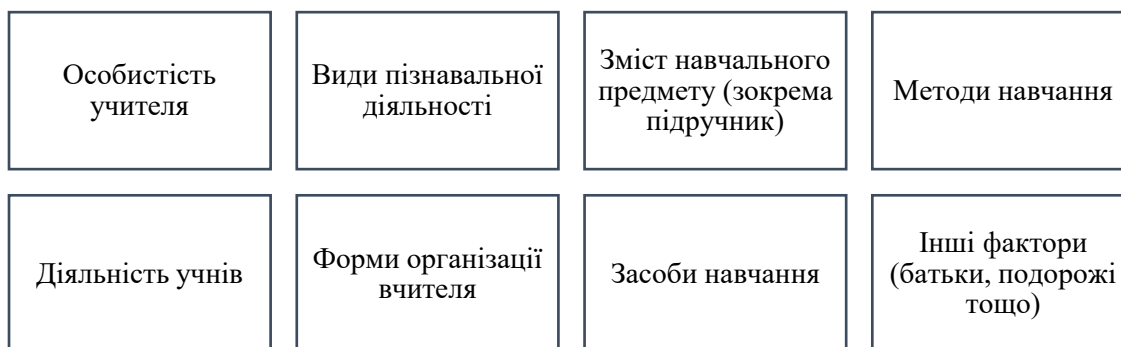 Особистість
учителя
Види пізнавальної
діяльності
Зміст навчального
предмету (зокрема
підручник)
Методи навчання
Діяльність учнів
Форми організації
вчителя
Засоби навчання
Інші фактори
(батьки, подорожі
тощо)